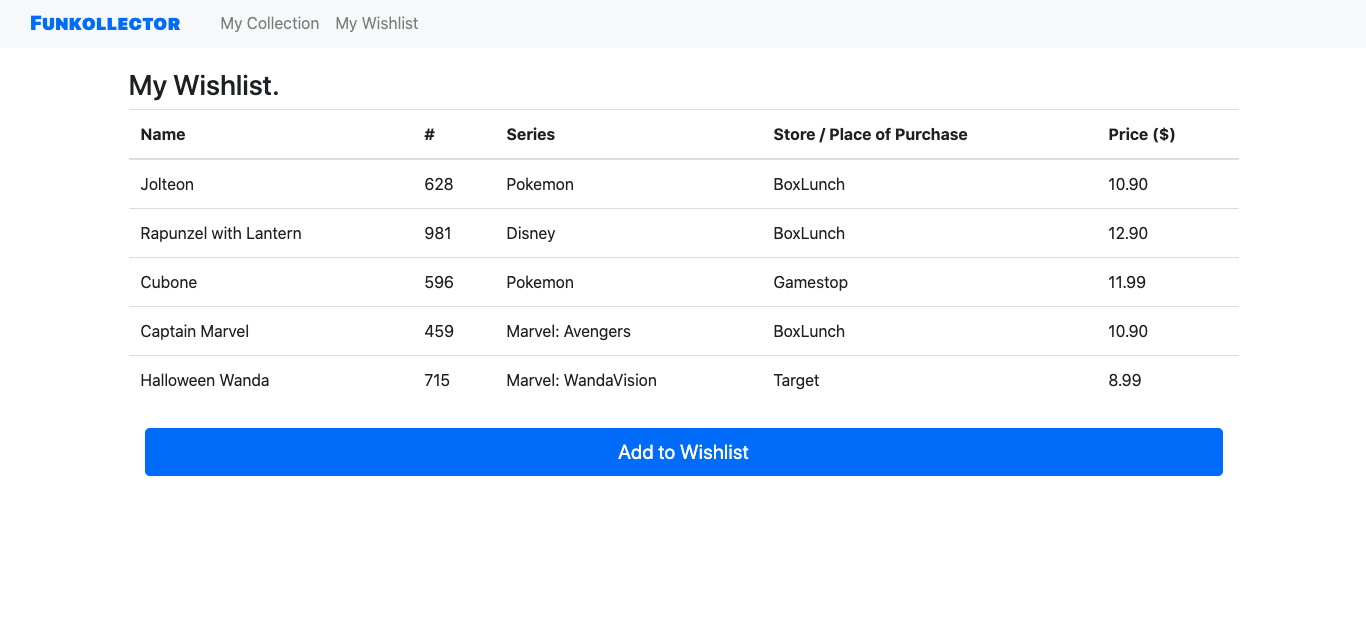 FUNKOLLECTOR My Collection My Wishlist
My Wishlist.
Name # Series Store / Place of Purchase Price ($)
Jolteon 628 Pokemon BoxLunch 10.90
Rapunzel with Lantern 981 Disney BoxLunch 12.90
Cubone 596 Pokemon Gamestop 11.99
Captain Marvel 459 Marvel: Avengers BoxLunch 10.90
Halloween Wanda 715 Marvel: WandaVision Target 8.99
Add to Wishlist